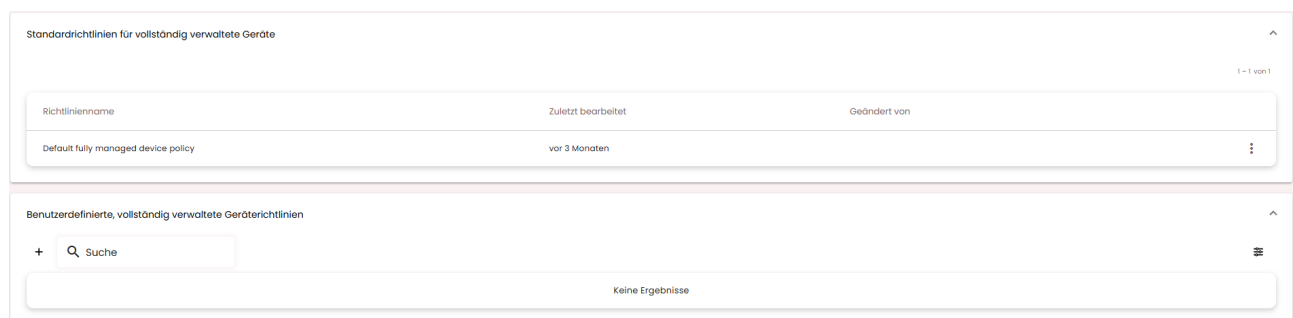 Standardrichtlinien für vollständig verwaltete Geräte
1 – 1 von 1
Richtlinienname Zuletzt bearbeitet Geändert von
Default fully managed device policy vor 3 Monaten
Benutzerdefinierte, vollständig verwaltete Geräterichtlinien
+ Suche
Keine Ergebnisse